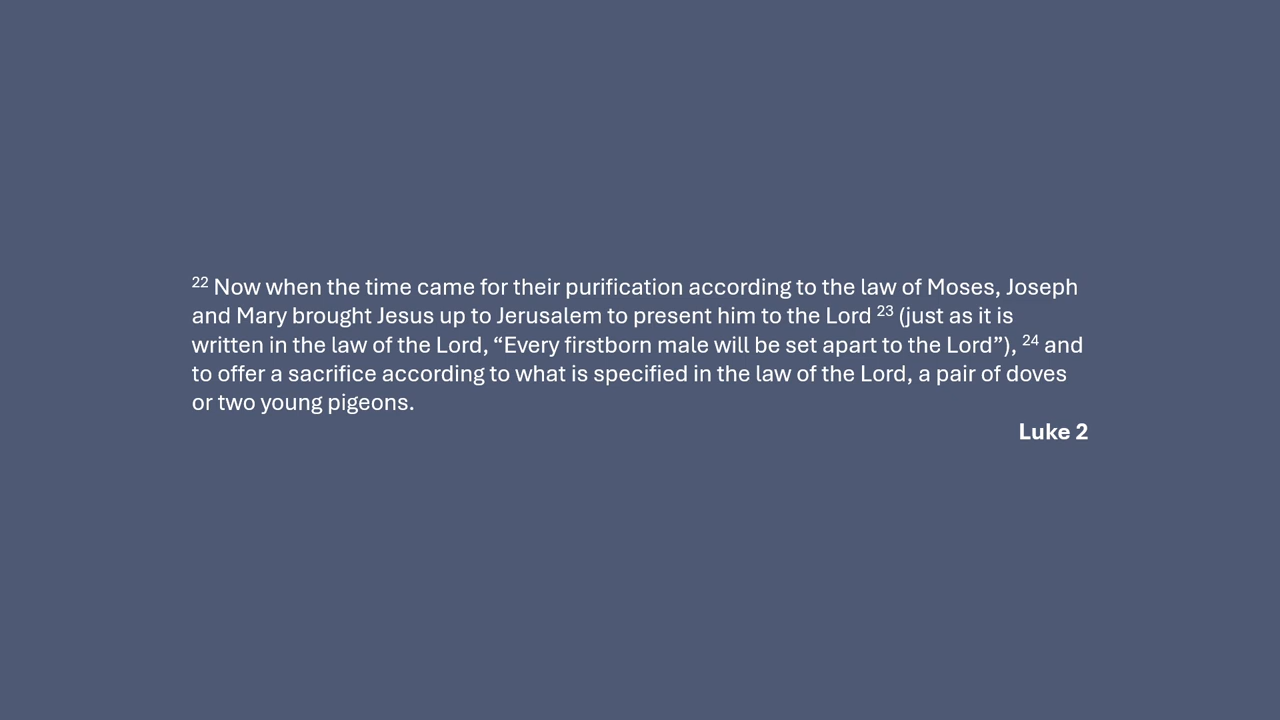 22 Now when the time came for their purification according to the law of Moses, Joseph
and Mary brought Jesus up to Jerusalem to present him to the Lord 23 (just as it is
written in the law of the Lord, “Every firstborn male will be set apart to the Lord”), 24 and
to offer a sacrifice according to what is specified in the law of the Lord, a pair of doves
or two young pigeons.
Luke 2